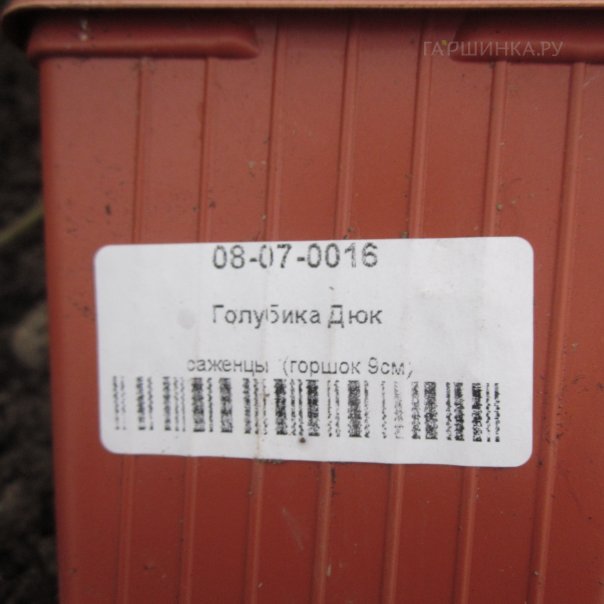 ГАРШИНКА.РУ
08-07-0016
Голубика Дюк
саженцы (горшок 9см)